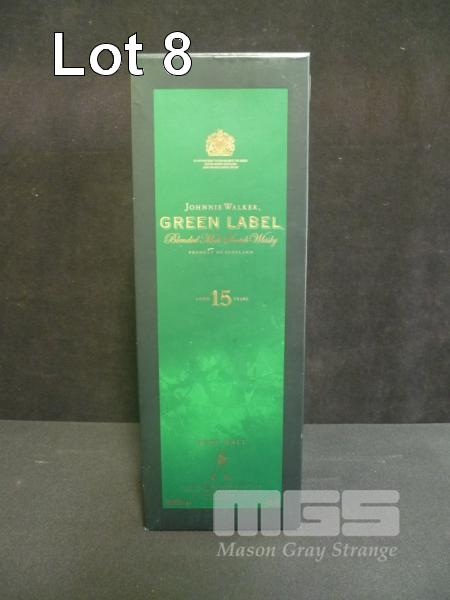 Lot 8
JOHNNIE WALKER.
GREEN LABEL
Blended Malt Scotch Whisky
PRODUCT OF SCOTLAND
AGED 15 YEARS
MGS
Mason Gray Strange